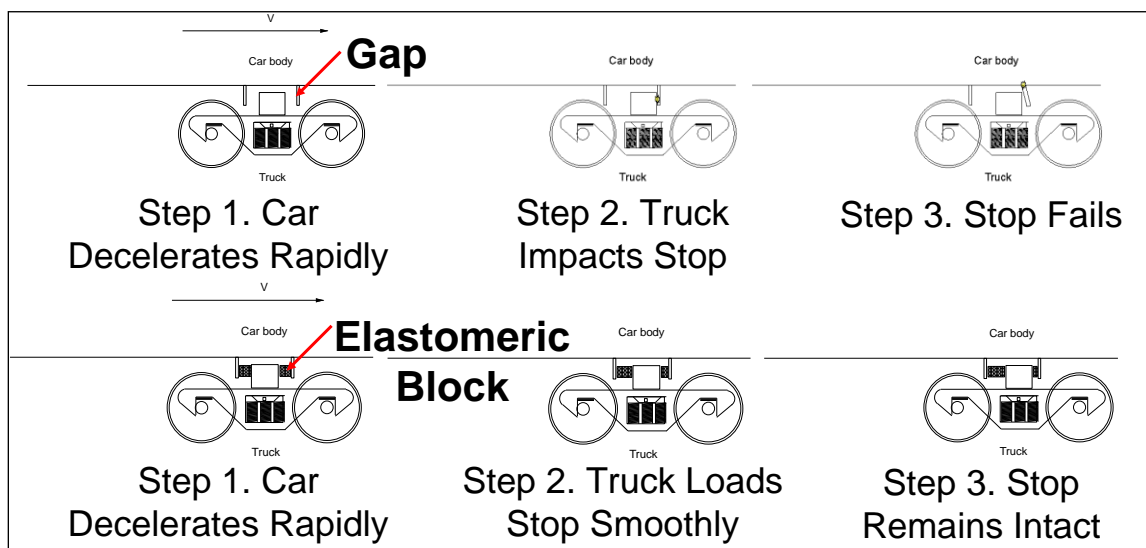 V
Gap
Car body
Car body
Car body
Truck
Truck
Truck
Step 1. Car
Decelerates Rapidly
Step 2. Truck
Impacts Stop
Step 3. Stop Fails
V
Car body
Car body
Car body
Elastomeric
Block
Truck
Truck
Truck
Step 1. Car
Decelerates Rapidly
Step 2. Truck Loads
Stop Smoothly
Step 3. Stop
Remains Intact